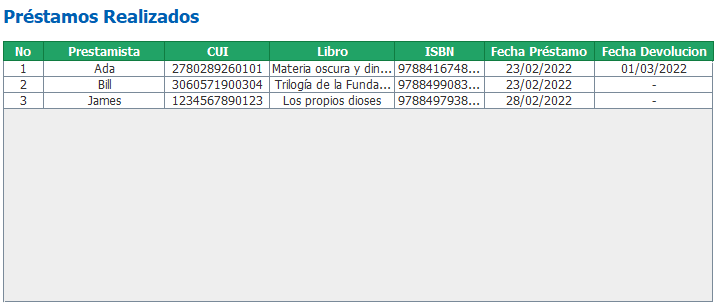 Préstamos Realizados
No Prestamista CUI Libro ISBN Fecha Préstamo Fecha Devolucion
1 Ada 2780289260101 Materia oscura y din... 9788416748... 23/02/2022 01/03/2022
2 Bill 3060571900304 Trilogía de la Funda... 9788499083... 23/02/2022 -
3 James 1234567890123 Los propios dioses 9788497938... 28/02/2022 -